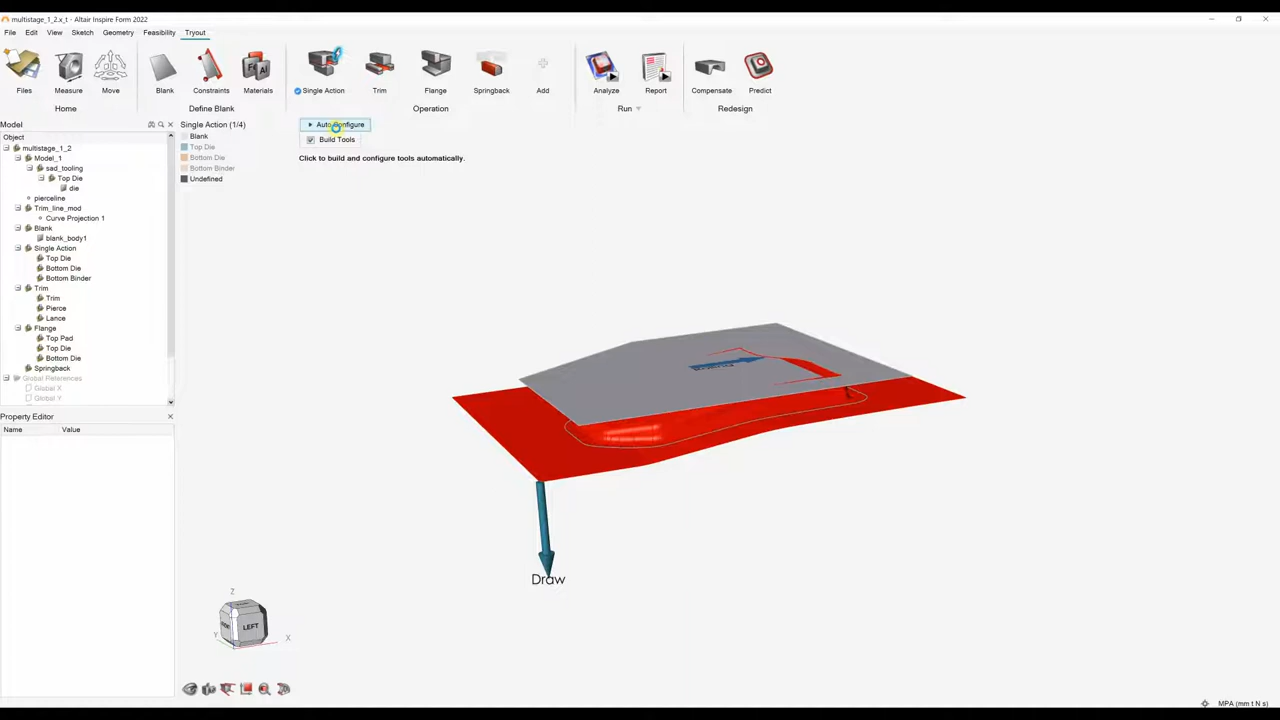 multistage_1_2.x_t - Altair Inspire Form 2022
File Edit View Sketch Geometry Feasibility Tryout
Files Measure Move Blank Constraints Materials Single Action Trim Flange Springback Add Analyze Report Compensate Predict
Home Define Blank Operation Run Redesign
Model
Object
multistage_1_2
Model_1
sad_tooling
Top Die
die
pierceline
Trim_line_mod
Curve Projection 1
Blank
blank_body1
Single Action
Top Die
Bottom Die
Bottom Binder
Trim
Trim
Pierce
Lance
Flange
Top Pad
Top Die
Bottom Die
Springback
Global References
Global X
Global Y
Property Editor
Name Value
Single Action (1/4)
Blank
Top Die
Bottom Die
Bottom Binder
Undefined
Auto Configure
Build Tools
Click to build and configure tools automatically.
Draw
Z
Y
X
LEFT
MPA (mm t N s)